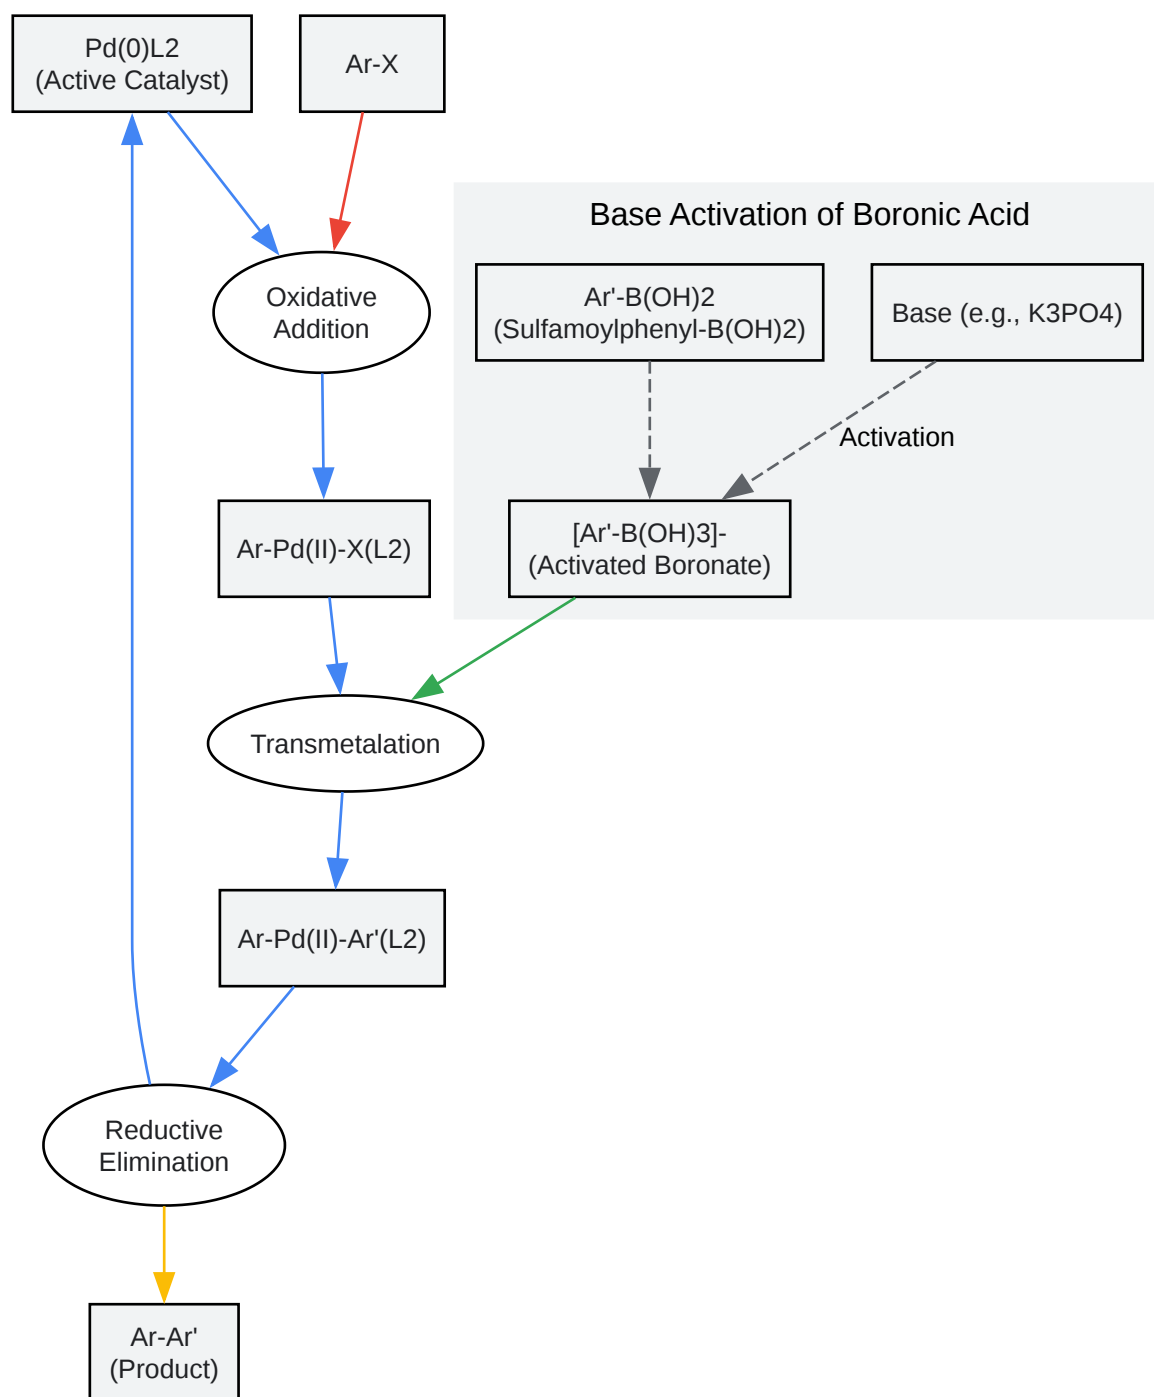 Pd(0)L2
(Active Catalyst)
Ar-X
Base Activation of Boronic Acid
Oxidative
Addition
Ar'-B(OH)2
(Sulfamoylphenyl-B(OH)2)
Base (e.g., K3PO4)
Activation
Ar-Pd(II)-X(L2)
[Ar'-B(OH)3]-
(Activated Boronate)
Transmetalation
Ar-Pd(II)-Ar'(L2)
Reductive
Elimination
Ar-Ar'
(Product)